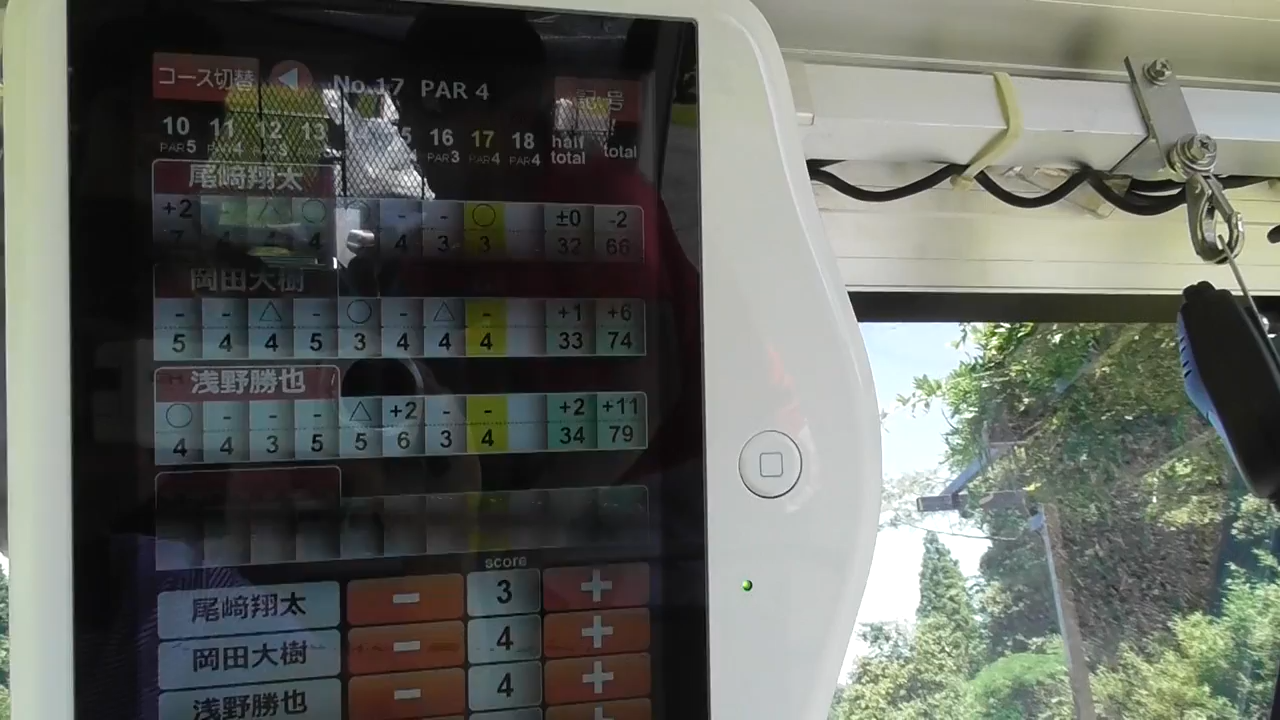 コース切替 ◀ No.17 PAR 4 記号
10 11 12 13 16 17 18 half total total
PAR5 PAR4 PAR3 PAR4 PAR4
尾崎翔太
+2 - △ ○ - - ○ ±0 -2
7 4 4 4 4 3 3 32 66
岡田大樹
- - △ - ○ - △ - +1 +6
5 4 4 5 3 4 4 4 33 74
浅野勝也
○ - - - △ +2 - - +2 +11
4 4 3 5 5 6 3 4 34 79
score
尾崎翔太 － 3 ＋
岡田大樹 － 4 ＋
浅野勝也 － 4 ＋